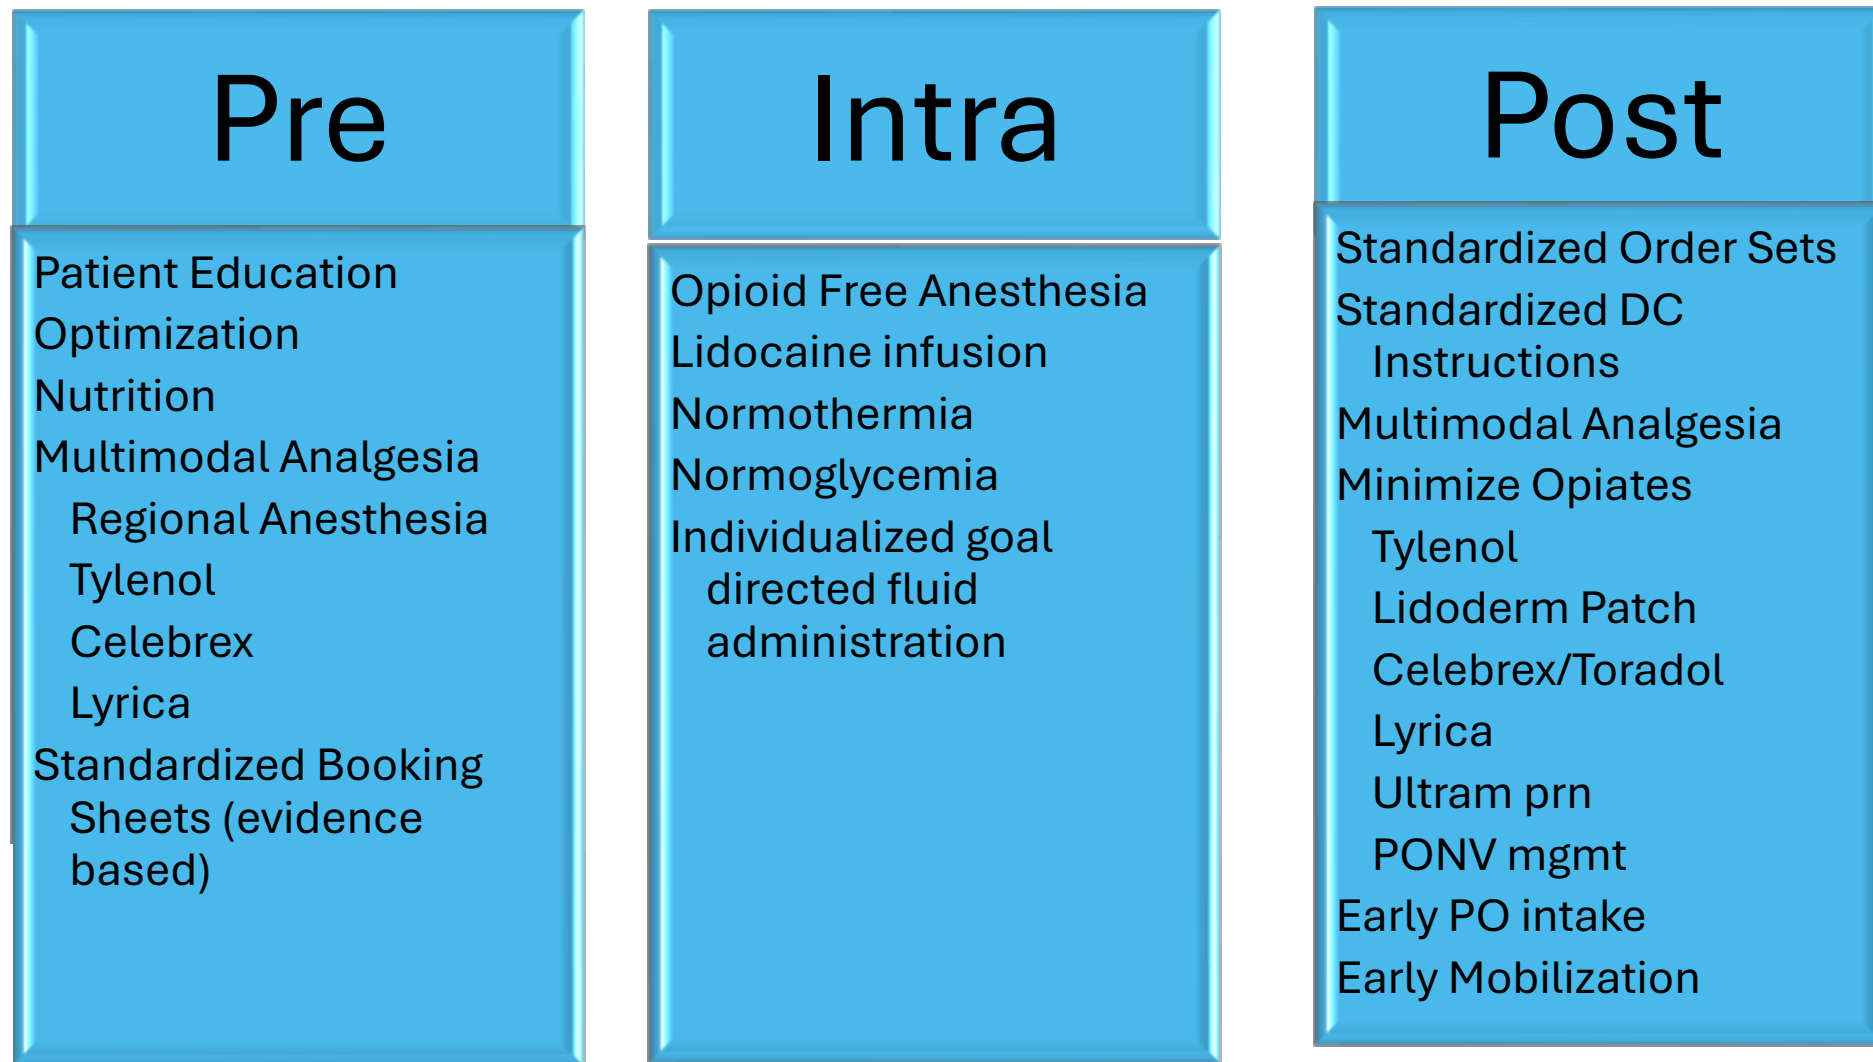 Pre
Patient Education
Optimization
Nutrition
Multimodal Analgesia
Regional Anesthesia
Tylenol
Celebrex
Lyrica
Standardized Booking
Sheets (evidence
based)
Intra
Opioid Free Anesthesia
Lidocaine infusion
Normothermia
Normoglycemia
Individualized goal
directed fluid
administration
Post
Standardized Order Sets
Standardized DC
Instructions
Multimodal Analgesia
Minimize Opiates
Tylenol
Lidoderm Patch
Celebrex/Toradol
Lyrica
Ultram prn
PONV mgmt
Early PO intake
Early Mobilization